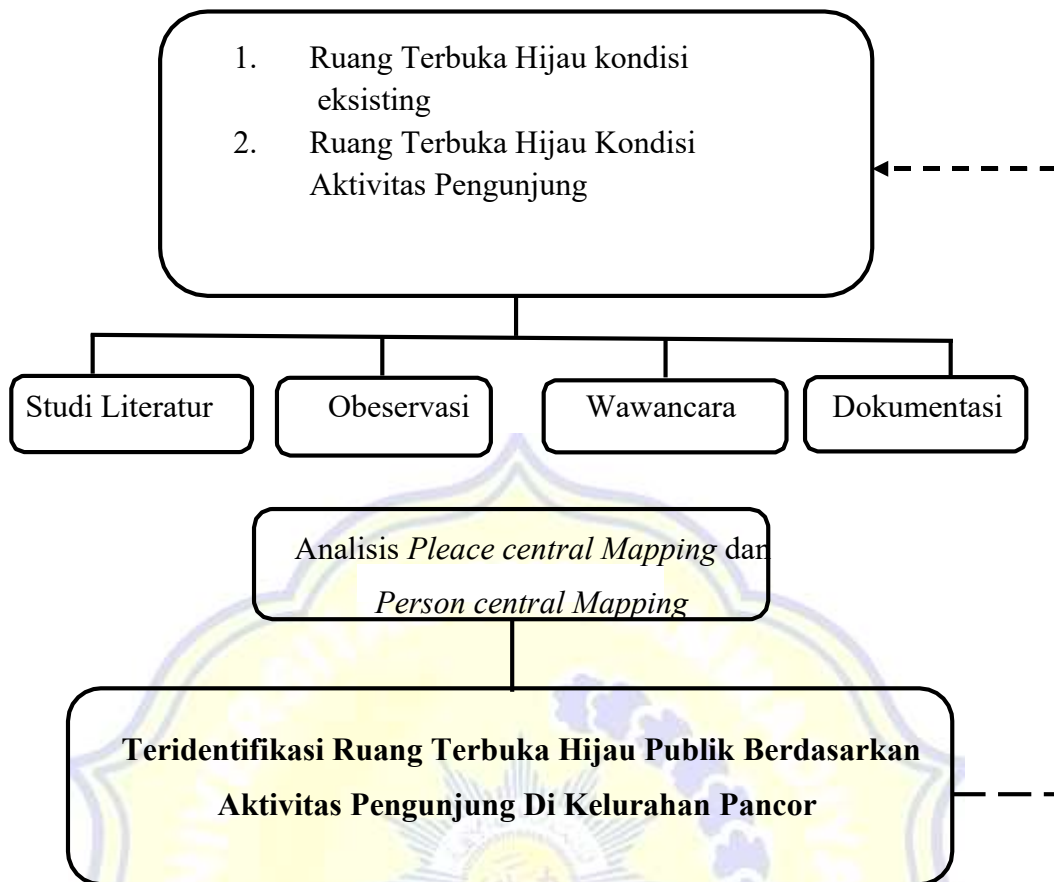 1. Ruang Terbuka Hijau kondisi
eksisting
2. Ruang Terbuka Hijau Kondisi
Aktivitas Pengunjung
Studi Literatur
Obeservasi
Wawancara
Dokumentasi
Analisis Pleace central Mapping dan
Person central Mapping
Teridentifikasi Ruang Terbuka Hijau Publik Berdasarkan
Aktivitas Pengunjung Di Kelurahan Pancor